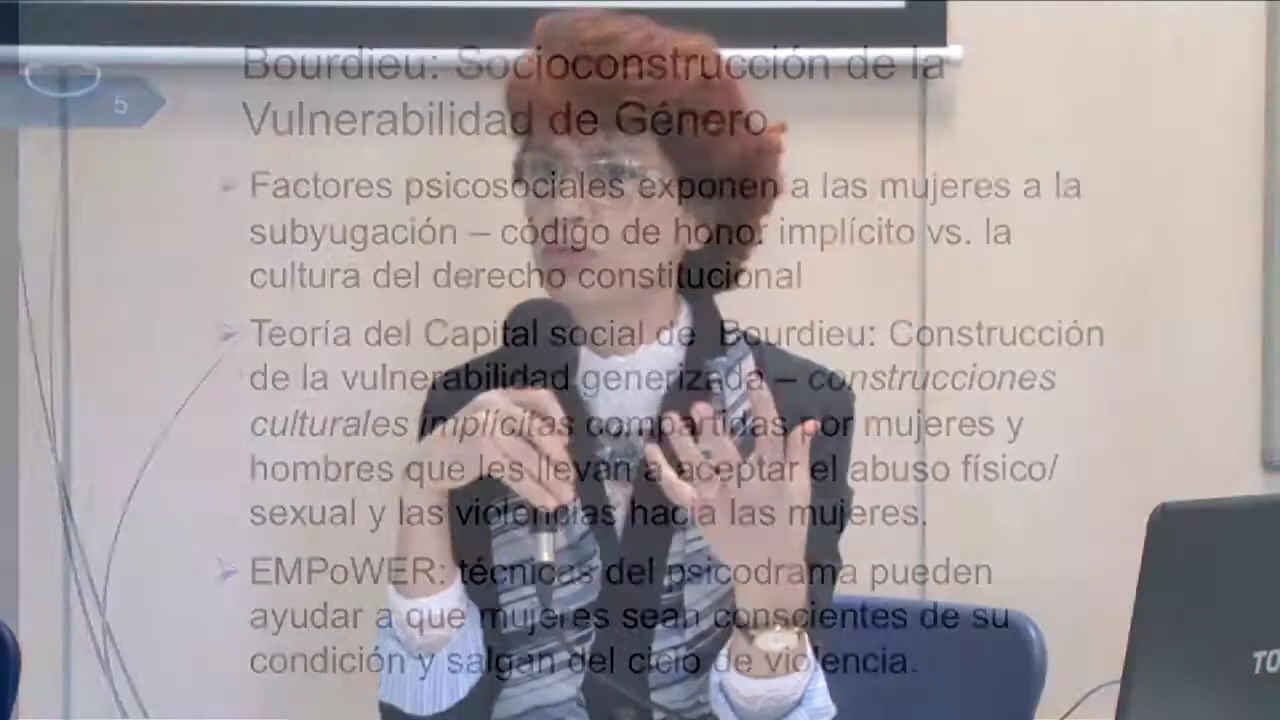 5
Bourdieu: Socioconstrucción de la
Vulnerabilidad de Género
Factores psicosociales exponen a las mujeres a la
subyugación – código de honor implícito vs. la
cultura del derecho constitucional
Teoría del Capital social de Bourdieu: Construcción
de la vulnerabilidad generizada – construcciones
culturales implícitas compartidas por mujeres y
hombres que les llevan a aceptar el abuso físico/
sexual y las violencias hacia las mujeres.
EMPoWER: técnicas del psicodrama pueden
ayudar a que mujeres sean conscientes de su
condición y salgan del ciclo de violencia.
TO